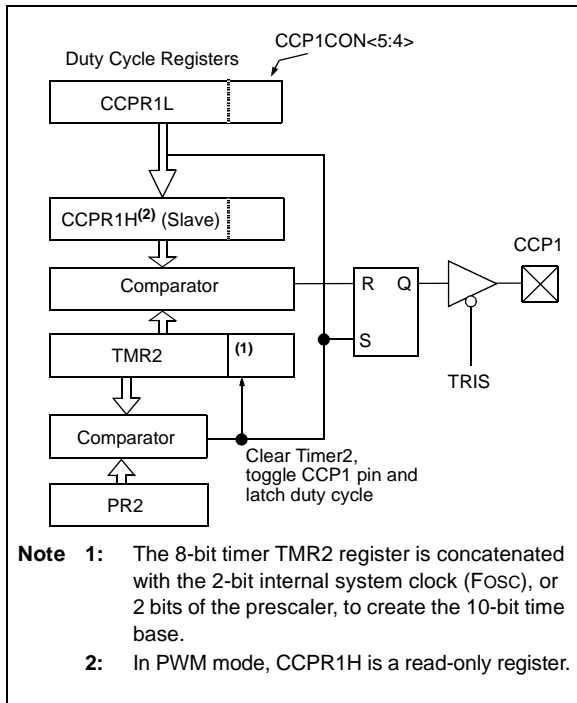 CCP1CON<5:4>
Duty Cycle Registers
CCPR1L
CCPR1H(2) (Slave)
CCP1
Comparator
R Q
TMR2 (1)
S
TRIS
Comparator
Clear Timer2,
toggle CCP1 pin and
latch duty cycle
PR2
Note 1: The 8-bit timer TMR2 register is concatenated
with the 2-bit internal system clock (FOSC), or
2 bits of the prescaler, to create the 10-bit time
base.
2: In PWM mode, CCPR1H is a read-only register.